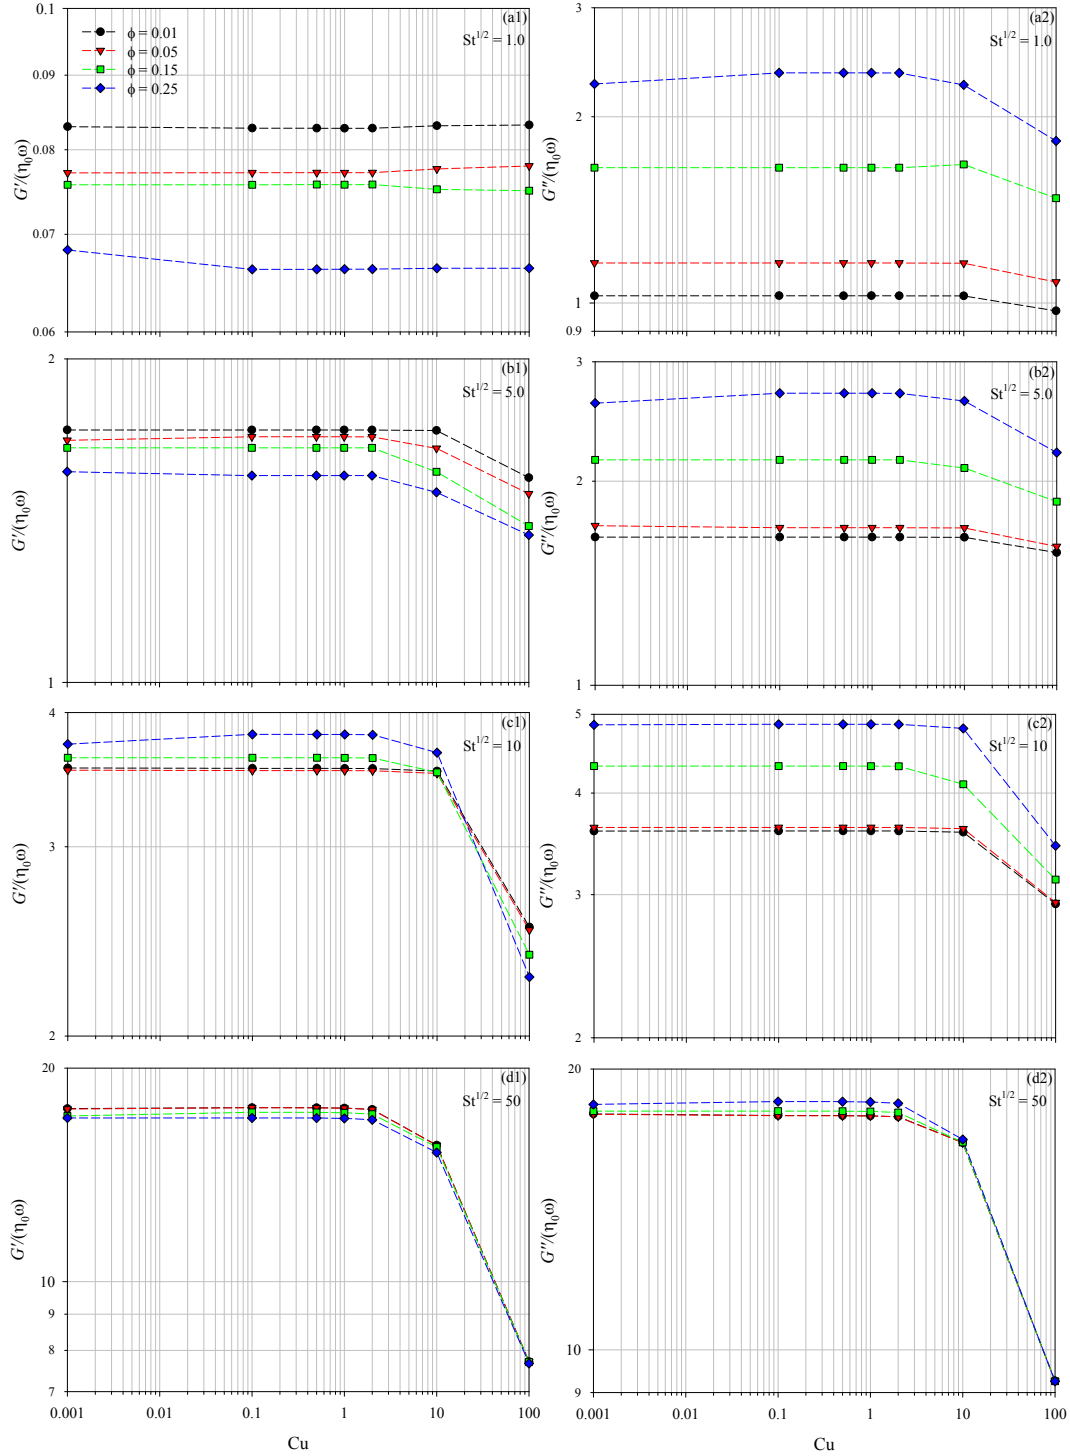 (a1)
St^1/2 = 1.0
ϕ = 0.01
ϕ = 0.05
ϕ = 0.15
ϕ = 0.25
0.1
0.09
0.08
0.07
0.06
G'/(η₀ω)
(a2)
St^1/2 = 1.0
3
2
1
0.9
G''/(η₀ω)
(b1)
St^1/2 = 5.0
2
1
G'/(η₀ω)
(b2)
St^1/2 = 5.0
3
2
1
G''/(η₀ω)
(c1)
St^1/2 = 10
4
3
2
G'/(η₀ω)
(c2)
St^1/2 = 10
5
4
3
2
G''/(η₀ω)
(d1)
St^1/2 = 50
20
10
9
8
7
G'/(η₀ω)
0.001 0.01 0.1 1 10 100
Cu
(d2)
St^1/2 = 50
20
10
9
G''/(η₀ω)
0.001 0.01 0.1 1 10 100
Cu